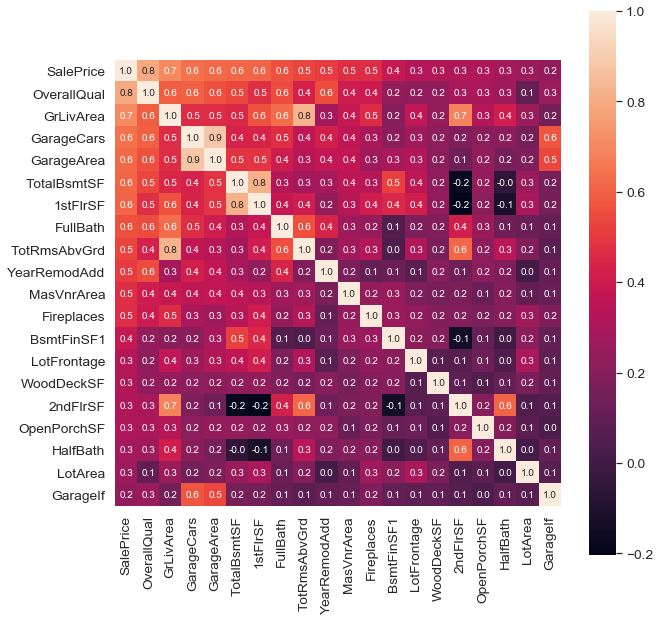 SalePrice 1.0 0.8 0.7 0.6 0.6 0.6 0.6 0.6 0.5 0.5 0.5 0.5 0.4 0.3 0.3 0.3 0.3 0.3 0.3 0.2
OverallQual 0.8 1.0 0.6 0.6 0.6 0.5 0.5 0.6 0.4 0.6 0.4 0.4 0.2 0.2 0.2 0.3 0.3 0.3 0.1 0.3
GrLivArea 0.7 0.6 1.0 0.5 0.5 0.5 0.6 0.6 0.8 0.3 0.4 0.5 0.2 0.4 0.2 0.7 0.3 0.4 0.3 0.2
GarageCars 0.6 0.6 0.5 1.0 0.9 0.4 0.4 0.5 0.4 0.4 0.4 0.3 0.2 0.3 0.2 0.2 0.2 0.2 0.2 0.6
GarageArea 0.6 0.6 0.5 0.9 1.0 0.5 0.5 0.4 0.3 0.4 0.4 0.3 0.3 0.3 0.2 0.1 0.2 0.2 0.2 0.5
TotalBsmtSF 0.6 0.5 0.5 0.4 0.5 1.0 0.8 0.3 0.3 0.3 0.4 0.3 0.5 0.4 0.2 -0.2 0.2 -0.0 0.3 0.2
1stFlrSF 0.6 0.5 0.6 0.4 0.5 0.8 1.0 0.4 0.4 0.2 0.3 0.4 0.4 0.4 0.2 -0.2 0.2 -0.1 0.3 0.2
FullBath 0.6 0.6 0.6 0.5 0.4 0.3 0.4 1.0 0.6 0.4 0.3 0.2 0.1 0.2 0.2 0.4 0.3 0.1 0.1 0.1
TotRmsAbvGrd 0.5 0.4 0.8 0.4 0.3 0.3 0.4 0.6 1.0 0.2 0.3 0.3 0.0 0.3 0.2 0.6 0.2 0.3 0.2 0.1
YearRemodAdd 0.5 0.6 0.3 0.4 0.4 0.3 0.2 0.4 0.2 1.0 0.2 0.1 0.1 0.1 0.2 0.1 0.2 0.2 0.0 0.1
MasVnrArea 0.5 0.4 0.4 0.4 0.4 0.4 0.3 0.3 0.3 0.2 1.0 0.2 0.3 0.2 0.2 0.2 0.1 0.2 0.1 0.1
Fireplaces 0.5 0.4 0.5 0.3 0.3 0.3 0.4 0.2 0.3 0.1 0.2 1.0 0.3 0.2 0.2 0.2 0.2 0.2 0.3 0.1
BsmtFinSF1 0.4 0.2 0.2 0.2 0.3 0.5 0.4 0.1 0.0 0.1 0.3 0.3 1.0 0.2 0.2 -0.1 0.1 0.0 0.2 0.1
LotFrontage 0.3 0.2 0.4 0.3 0.3 0.4 0.4 0.2 0.3 0.1 0.2 0.2 0.2 1.0 0.1 0.1 0.1 0.0 0.3 0.1
WoodDeckSF 0.3 0.2 0.2 0.2 0.2 0.2 0.2 0.2 0.2 0.2 0.2 0.2 0.2 0.1 1.0 0.1 0.1 0.1 0.2 0.1
2ndFlrSF 0.3 0.3 0.7 0.2 0.1 -0.2 -0.2 0.4 0.6 0.1 0.2 0.2 -0.1 0.1 0.1 1.0 0.2 0.6 0.1 0.1
OpenPorchSF 0.3 0.3 0.3 0.2 0.2 0.2 0.2 0.3 0.2 0.2 0.1 0.2 0.1 0.1 0.1 0.2 1.0 0.2 0.1 0.0
HalfBath 0.3 0.3 0.4 0.2 0.2 -0.0 -0.1 0.1 0.3 0.2 0.2 0.2 0.0 0.0 0.1 0.6 0.2 1.0 0.0 0.1
LotArea 0.3 0.1 0.3 0.2 0.2 0.3 0.3 0.1 0.2 0.0 0.1 0.3 0.2 0.3 0.2 0.1 0.1 0.0 1.0 0.1
GarageIf 0.2 0.3 0.2 0.6 0.5 0.2 0.2 0.1 0.1 0.1 0.1 0.1 0.1 0.1 0.1 0.1 0.0 0.1 0.1 1.0
SalePrice
OverallQual
GrLivArea
GarageCars
GarageArea
TotalBsmtSF
1stFlrSF
FullBath
TotRmsAbvGrd
YearRemodAdd
MasVnrArea
Fireplaces
BsmtFinSF1
LotFrontage
WoodDeckSF
2ndFlrSF
OpenPorchSF
HalfBath
LotArea
GarageIf
1.0
0.8
0.6
0.4
0.2
0.0
−0.2